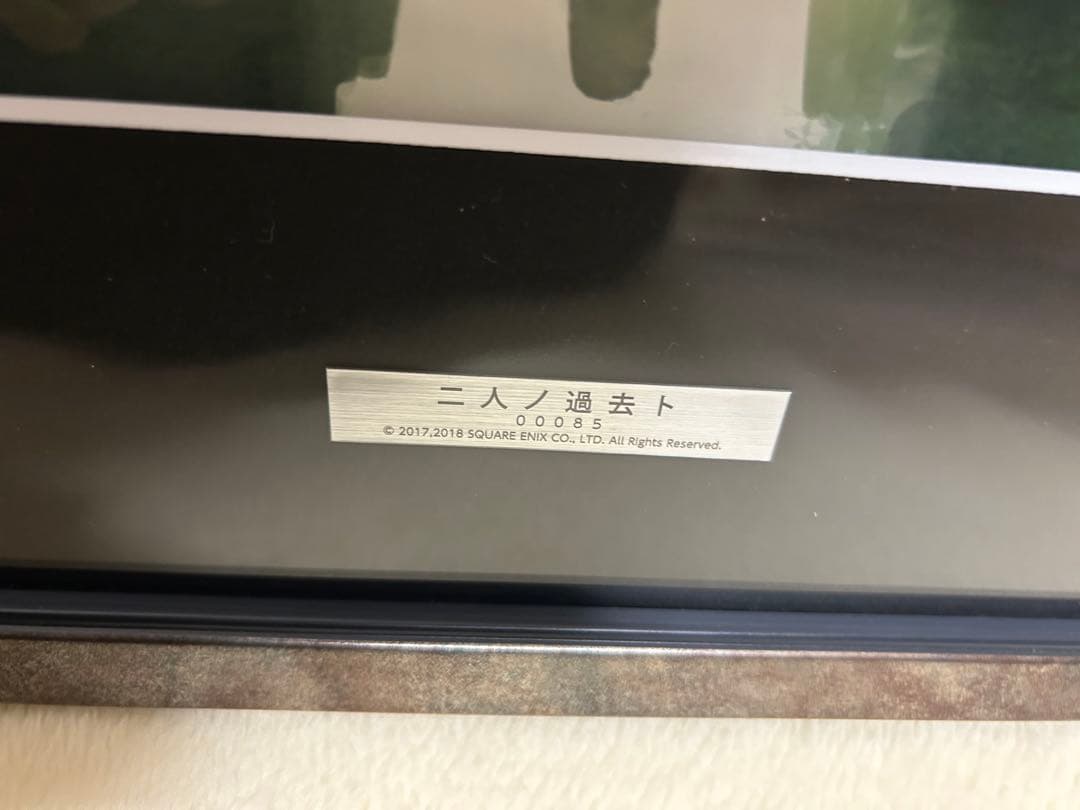 二人ノ過去ト
00085
© 2017,2018 SQUARE ENIX CO., LTD. All Rights Reserved.